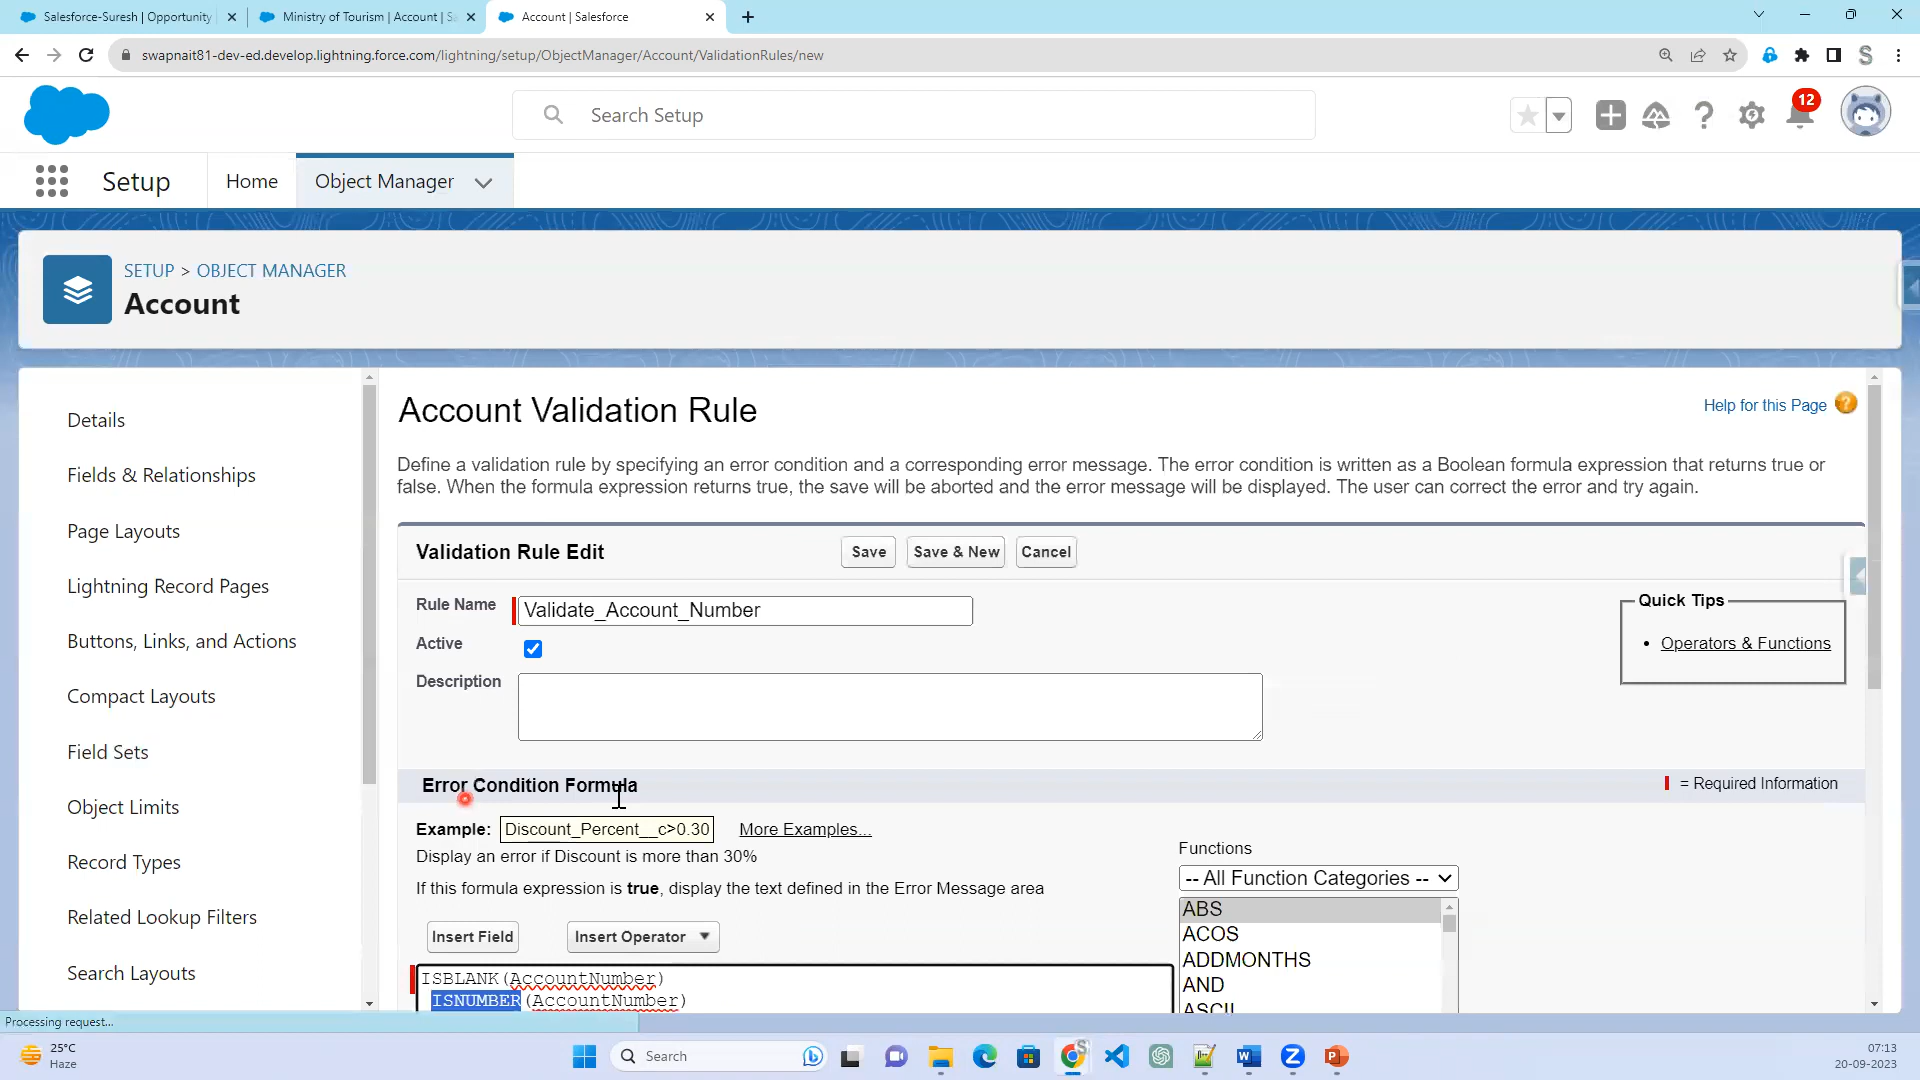 Salesforce-Suresh | Opportunity
Ministry of Tourism | Account | Sa
Account | Salesforce
swapnait81-dev-ed.develop.lightning.force.com/lightning/setup/ObjectManager/Account/ValidationRules/new
S
Search Setup
12
Setup
Home
Object Manager
SETUP > OBJECT MANAGER
Account
Details
Fields & Relationships
Page Layouts
Lightning Record Pages
Buttons, Links, and Actions
Compact Layouts
Field Sets
Object Limits
Record Types
Related Lookup Filters
Search Layouts
Account Validation Rule
Help for this Page
Define a validation rule by specifying an error condition and a corresponding error message. The error condition is written as a Boolean formula expression that returns true or
false. When the formula expression returns true, the save will be aborted and the error message will be displayed. The user can correct the error and try again.
Validation Rule Edit
Save
Save & New
Cancel
Rule Name
Validate_Account_Number
Active
Description
Quick Tips
• Operators & Functions
Error Condition Formula
= Required Information
Example:
Discount_Percent__c>0.30
More Examples...
Display an error if Discount is more than 30%
If this formula expression is true, display the text defined in the Error Message area
Insert Field
Insert Operator
Functions
-- All Function Categories --
ABS
ACOS
ADDMONTHS
AND
ASCII
ISBLANK(AccountNumber)
ISNUMBER(AccountNumber)
Processing request...
25°C
Haze
Search
07:13
20-09-2023